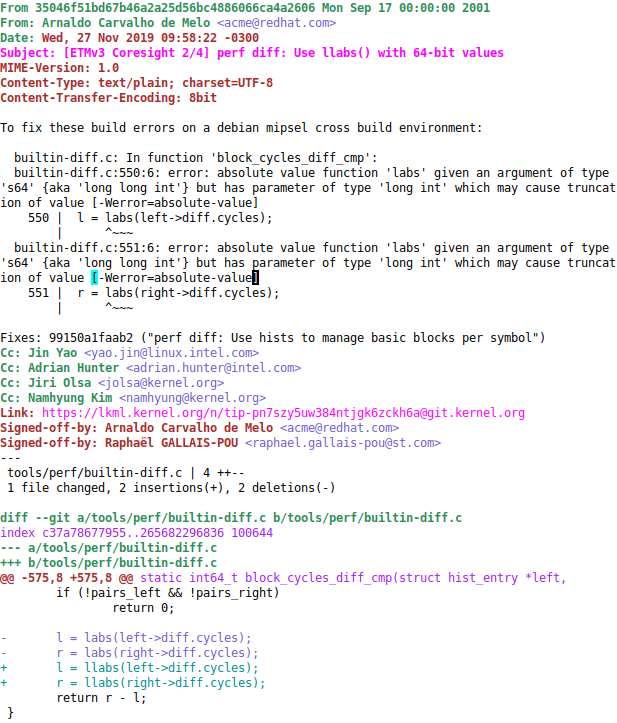 From 35046f51bd67b46a2a25d56bc4886066ca4a2606 Mon Sep 17 00:00:00 2001
From: Arnaldo Carvalho de Melo <acme@redhat.com>
Date: Wed, 27 Nov 2019 09:58:22 -0300
Subject: [ETMv3 Coresight 2/4] perf diff: Use llabs() with 64-bit values
MIME-Version: 1.0
Content-Type: text/plain; charset=UTF-8
Content-Transfer-Encoding: 8bit

To fix these build errors on a debian mipsel cross build environment:

  builtin-diff.c: In function 'block_cycles_diff_cmp':
  builtin-diff.c:550:6: error: absolute value function 'labs' given an argument of type
's64' {aka 'long long int'} but has parameter of type 'long int' which may cause truncat
ion of value [-Werror=absolute-value]
    550 |  l = labs(left->diff.cycles);
        |      ^~~~
  builtin-diff.c:551:6: error: absolute value function 'labs' given an argument of type
's64' {aka 'long long int'} but has parameter of type 'long int' which may cause truncat
ion of value [-Werror=absolute-value]
    551 |  r = labs(right->diff.cycles);
        |      ^~~~

Fixes: 99150a1faab2 ("perf diff: Use hists to manage basic blocks per symbol")
Cc: Jin Yao <yao.jin@linux.intel.com>
Cc: Adrian Hunter <adrian.hunter@intel.com>
Cc: Jiri Olsa <jolsa@kernel.org>
Cc: Namhyung Kim <namhyung@kernel.org>
Link: https://lkml.kernel.org/n/tip-pn7szy5uw384ntjgk6zckh6a@git.kernel.org
Signed-off-by: Arnaldo Carvalho de Melo <acme@redhat.com>
Signed-off-by: Raphaël GALLAIS-POU <raphael.gallais-pou@st.com>
---
 tools/perf/builtin-diff.c | 4 ++--
 1 file changed, 2 insertions(+), 2 deletions(-)

diff --git a/tools/perf/builtin-diff.c b/tools/perf/builtin-diff.c
index c37a78677955..265682296836 100644
--- a/tools/perf/builtin-diff.c
+++ b/tools/perf/builtin-diff.c
@@ -575,8 +575,8 @@ static int64_t block_cycles_diff_cmp(struct hist_entry *left,
        if (!pairs_left && !pairs_right)
                return 0;

-       l = labs(left->diff.cycles);
-       r = labs(right->diff.cycles);
+       l = llabs(left->diff.cycles);
+       r = llabs(right->diff.cycles);
        return r - l;
 }